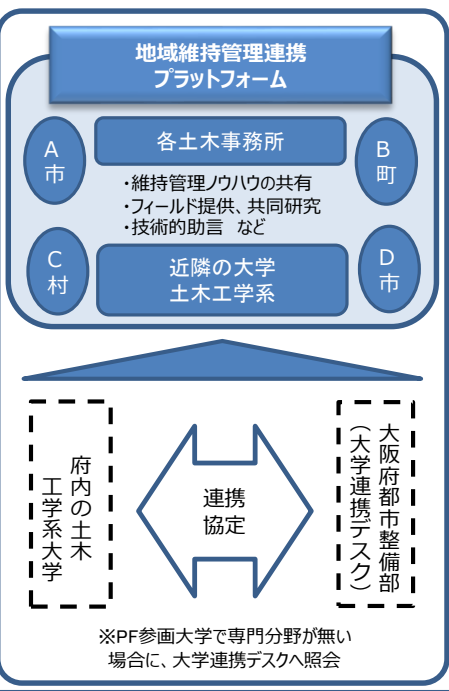 地域維持管理連携
プラットフォーム
A
市
各土木事務所
B
町
・維持管理ノウハウの共有
・フィールド提供、共同研究
・技術的助言 など
C
村
近隣の大学
土木工学系
D
市
府内の土木
工学系大学
連携
協定
大阪府都市整備部
（大学連携デスク）
※PF参画大学で専門分野が無い
場合に、大学連携デスクへ照会